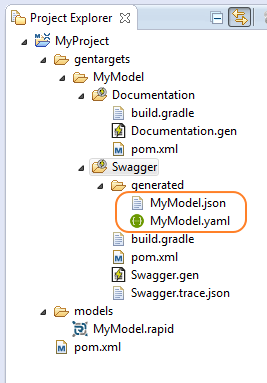 Project Explorer
MyProject
gentargets
MyModel
Documentation
build.gradle
Documentation.gen
pom.xml
Swagger
generated
MyModel.json
MyModel.yaml
build.gradle
pom.xml
Swagger.gen
Swagger.trace.json
models
MyModel.rapid
pom.xml